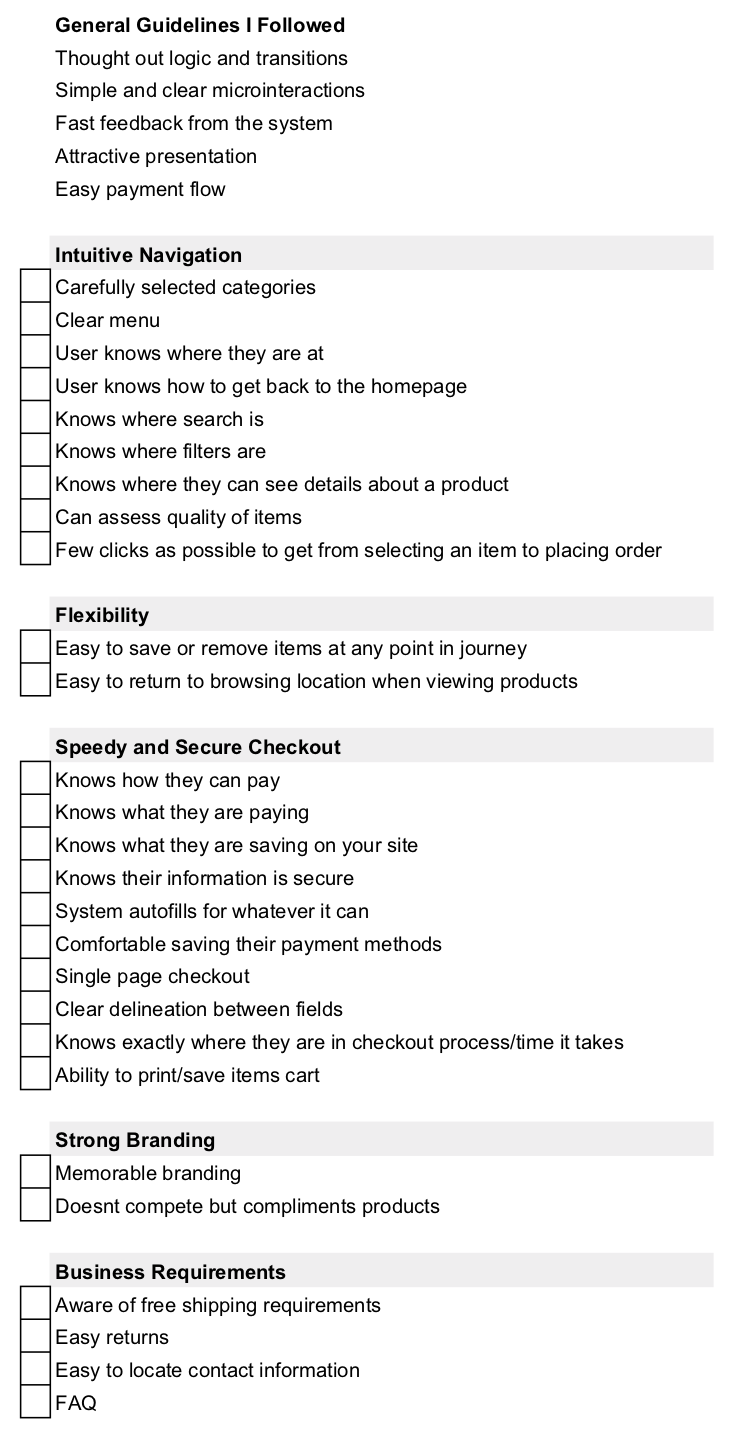 General Guidelines I Followed
Thought out logic and transitions
Simple and clear microinteractions
Fast feedback from the system
Attractive presentation
Easy payment flow
Intuitive Navigation
Carefully selected categories
Clear menu
User knows where they are at
User knows how to get back to the homepage
Knows where search is
Knows where filters are
Knows where they can see details about a product
Can assess quality of items
Few clicks as possible to get from selecting an item to placing order
Flexibility
Easy to save or remove items at any point in journey
Easy to return to browsing location when viewing products
Speedy and Secure Checkout
Knows how they can pay
Knows what they are paying
Knows what they are saving on your site
Knows their information is secure
System autofills for whatever it can
Comfortable saving their payment methods
Single page checkout
Clear delineation between fields
Knows exactly where they are in checkout process/time it takes
Ability to print/save items cart
Strong Branding
Memorable branding
Doesnt compete but compliments products
Business Requirements
Aware of free shipping requirements
Easy returns
Easy to locate contact information
FAQ